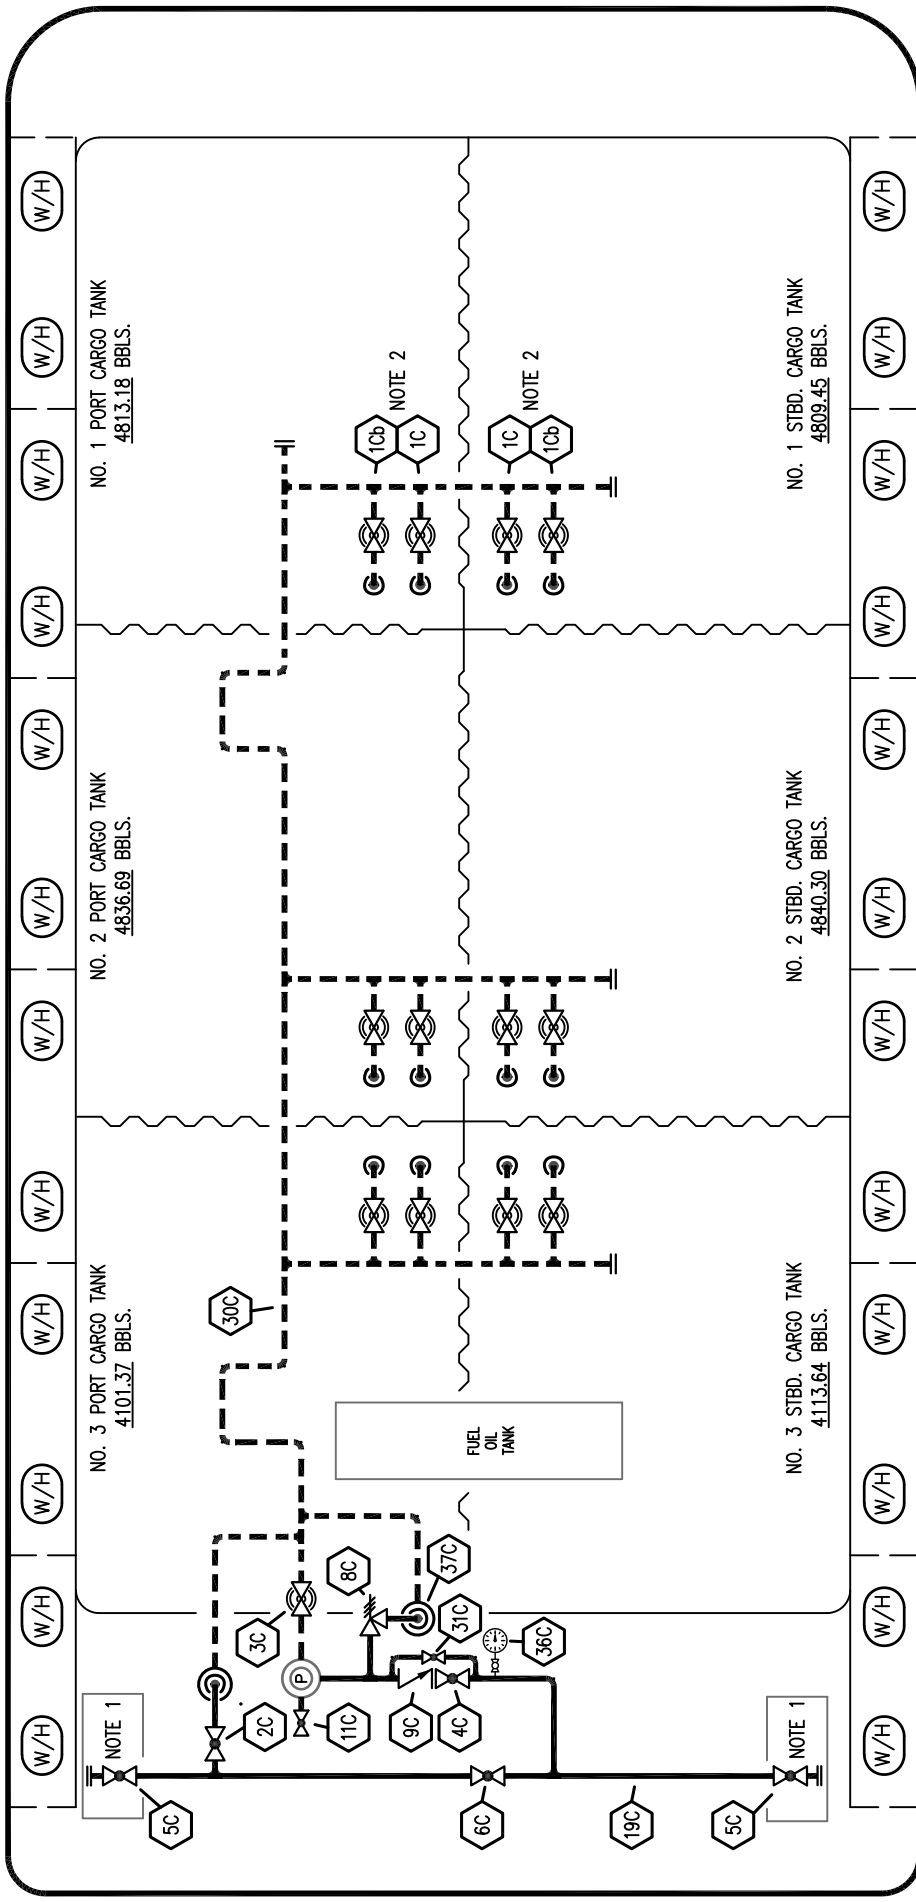 W/H W/H W/H W/H W/H W/H W/H W/H W/H W/H W/H W/H
NO. 3 PORT CARGO TANK
4101.37 BBLS.
NO. 2 PORT CARGO TANK
4836.69 BBLS.
NO. 1 PORT CARGO TANK
4813.18 BBLS.
NOTE 1
5C
2C
3C
30C
P
11C
8C
9C
31C
37C
4C
36C
6C
FUEL
OIL
TANK
1Cb
1C
NOTE 2
1C
1Cb
NOTE 2
19C
5C
NOTE 1
NO. 3 STBD. CARGO TANK
4113.64 BBLS.
NO. 2 STBD. CARGO TANK
4840.30 BBLS.
NO. 1 STBD. CARGO TANK
4809.45 BBLS.
W/H W/H W/H W/H W/H W/H W/H W/H W/H W/H W/H W/H